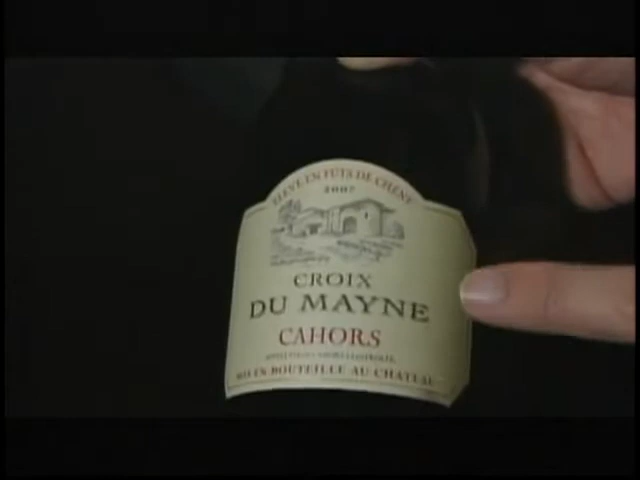 ELEVE EN FUTS DE CHENE
2007
CROIX
DU MAYNE
CAHORS
MIS EN BOUTEILLE AU CHATEAU